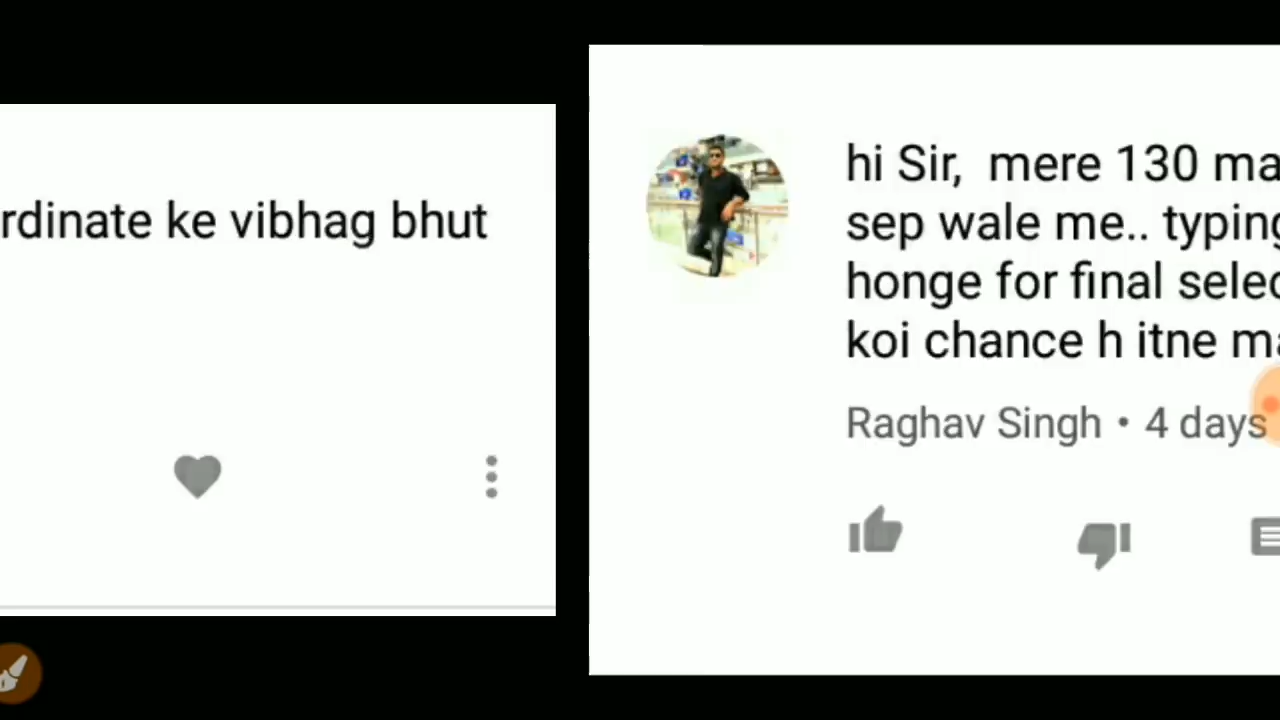 rdinate ke vibhag bhut
hi Sir, mere 130 ma
sep wale me.. typing
honge for final selec
koi chance h itne ma
Raghav Singh • 4 days